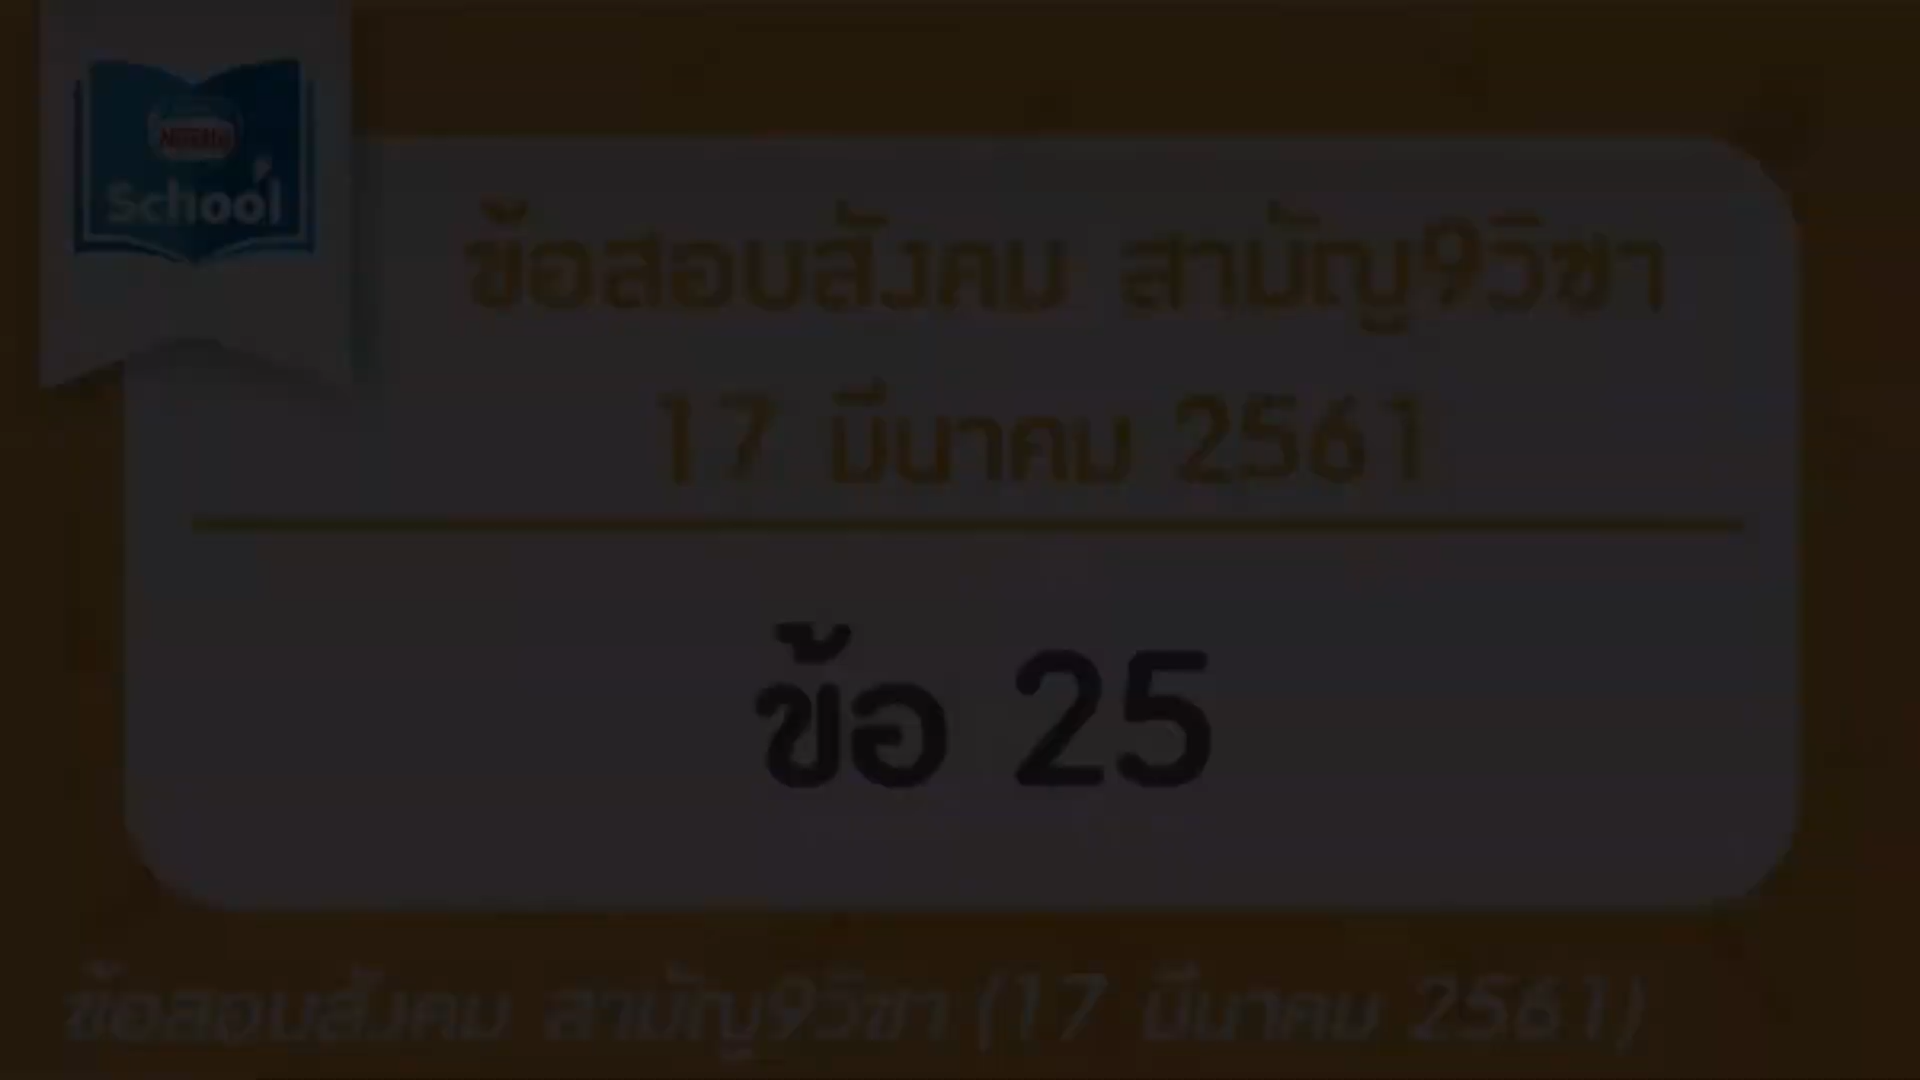 Nestle
School
ข้อสอบสังคม สามัญ9วิชา
17 มีนาคม 2561
ข้อ 25
ข้อสอบสังคม สามัญ9วิชา (17 มีนาคม 2561)